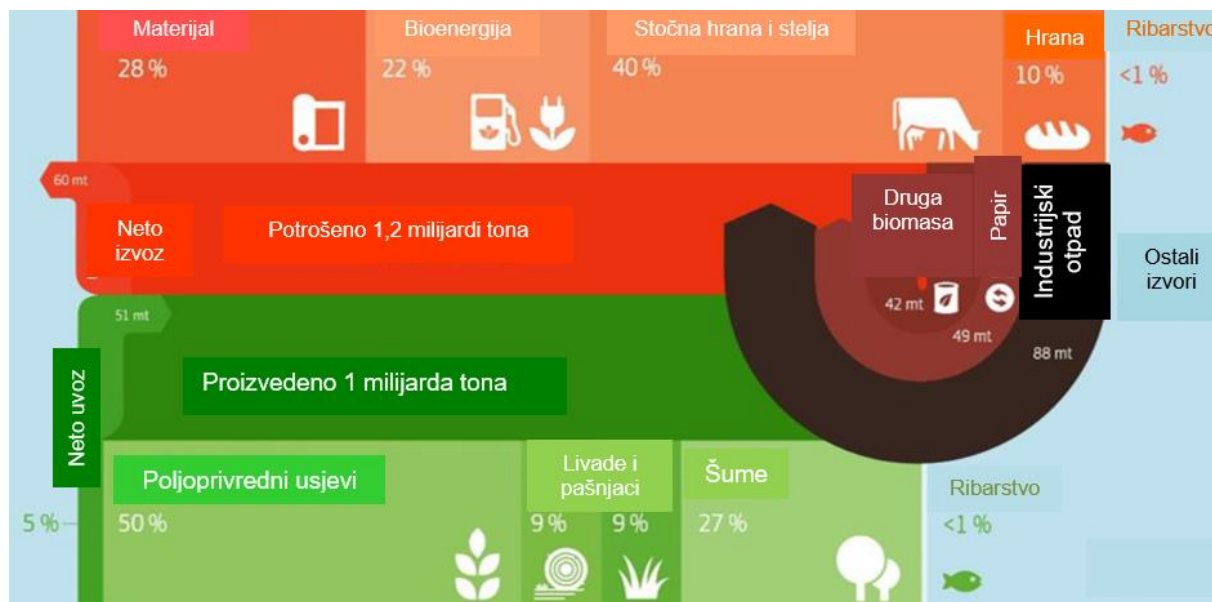 Materijal
Bioenergija
Stočna hrana i stelja
Hrana
Ribarstvo
28 %
22 %
40 %
10 %
<1 %
60 mt
Neto
izvoz
Potrošeno 1,2 milijardi tona
Druga
biomasa
Papir
Industrijski
otpad
Ostali
izvori
42 mt
49 mt
88 mt
51 mt
Neto uvoz
Proizvedeno 1 milijarda tona
Poljoprivredni usjevi
Livade i
pašnjaci
Šume
Ribarstvo
5 %
50 %
9 %
9 %
27 %
<1 %